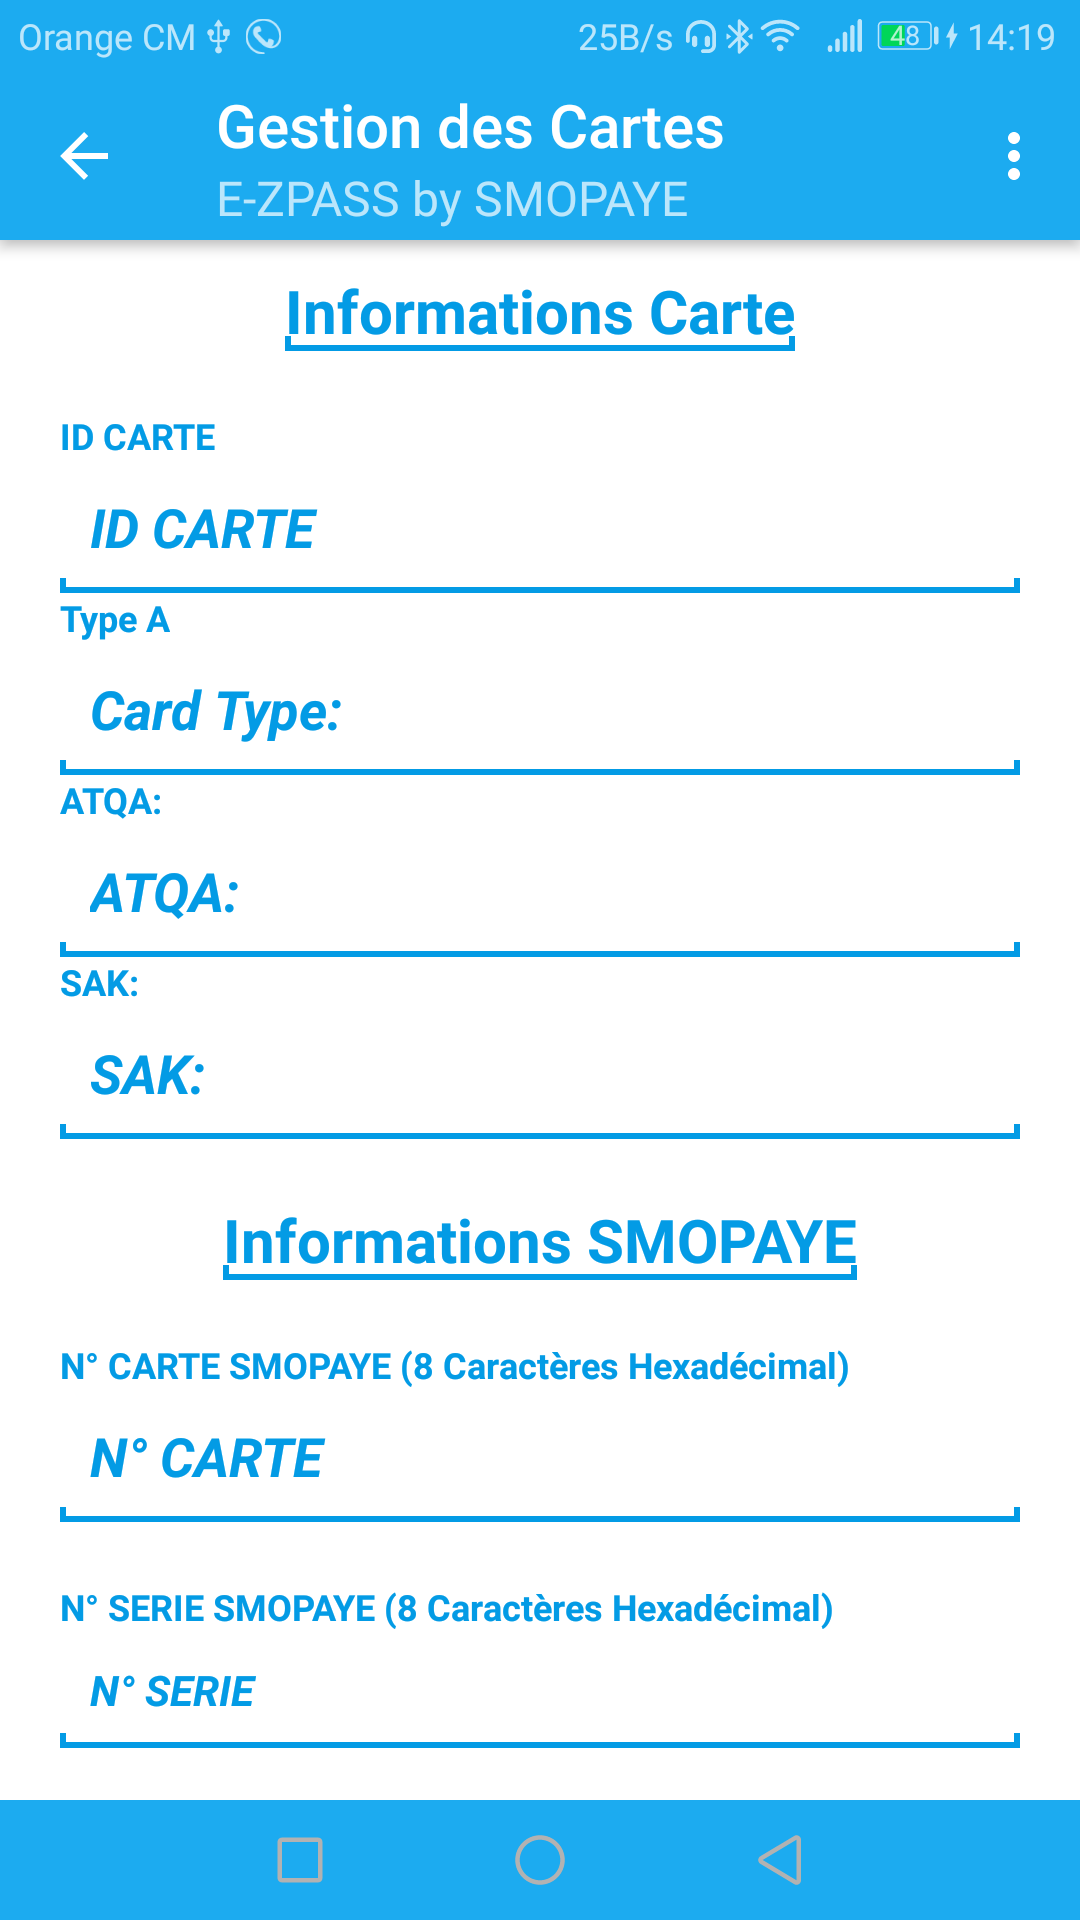 Orange CM 25B/s 48 14:19
Gestion des Cartes
E-ZPASS by SMOPAYE
Informations Carte
ID CARTE
ID CARTE
Type A
Card Type:
ATQA:
ATQA:
SAK:
SAK:
Informations SMOPAYE
N° CARTE SMOPAYE (8 Caractères Hexadécimal)
N° CARTE
N° SERIE SMOPAYE (8 Caractères Hexadécimal)
N° SERIE